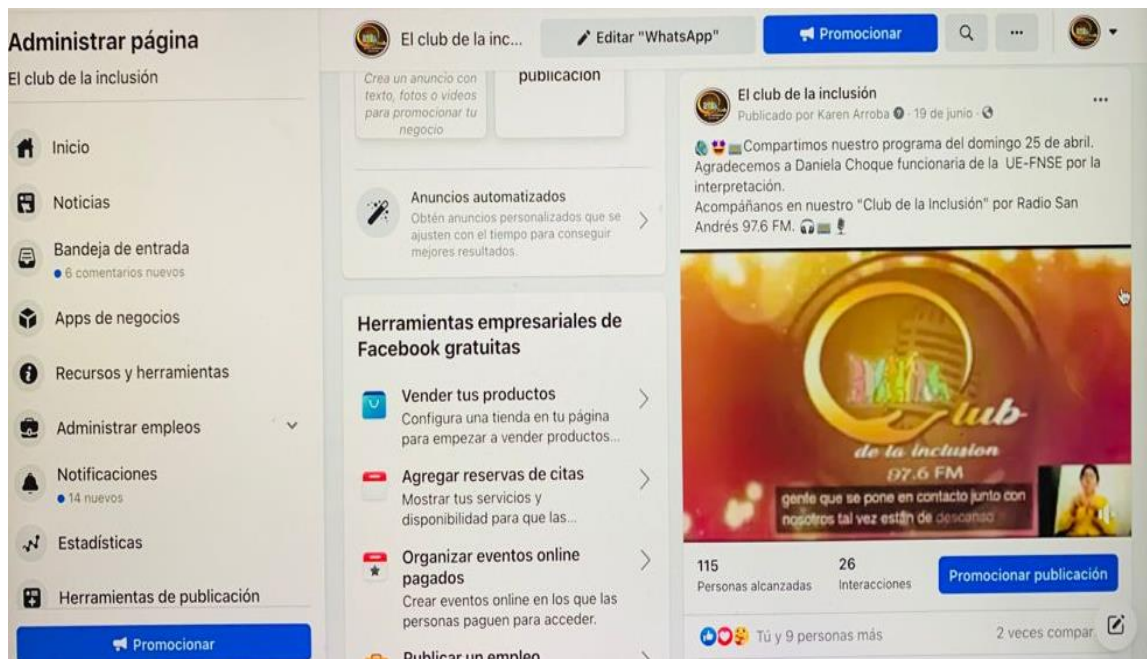 Administrar página
El club de la inclusión
Inicio
Noticias
Bandeja de entrada
6 comentarios nuevos
Apps de negocios
Recursos y herramientas
Administrar empleos
Notificaciones
14 nuevos
Estadísticas
Herramientas de publicación
Promocionar
El club de la inc...
Editar "WhatsApp"
Promocionar
Crea un anuncio con
texto, fotos o videos
para promocionar tu
negocio
publicación
Anuncios automatizados
Obtén anuncios personalizados que se
ajusten con el tiempo para conseguir
mejores resultados.
Herramientas empresariales de
Facebook gratuitas
Vender tus productos
Configura una tienda en tu página
para empezar a vender productos...
Agregar reservas de citas
Mostrar tus servicios y
disponibilidad para que las...
Organizar eventos online
pagados
Crear eventos online en los que las
personas paguen para acceder.
Publicar un empleo
El club de la inclusión
Publicado por Karen Arroba · 19 de junio ·
Compartimos nuestro programa del domingo 25 de abril.
Agradecemos a Daniela Choque funcionaria de la UE-FNSE por la
interpretación.
Acompáñanos en nuestro "Club de la Inclusión" por Radio San
Andrés 97.6 FM.
Club
de la inclusion
97.6 FM
gente que se pone en contacto junto con
nosotros tal vez están de descanso
115
Personas alcanzadas
26
Interacciones
Promocionar publicación
Tú y 9 personas más
2 veces compar